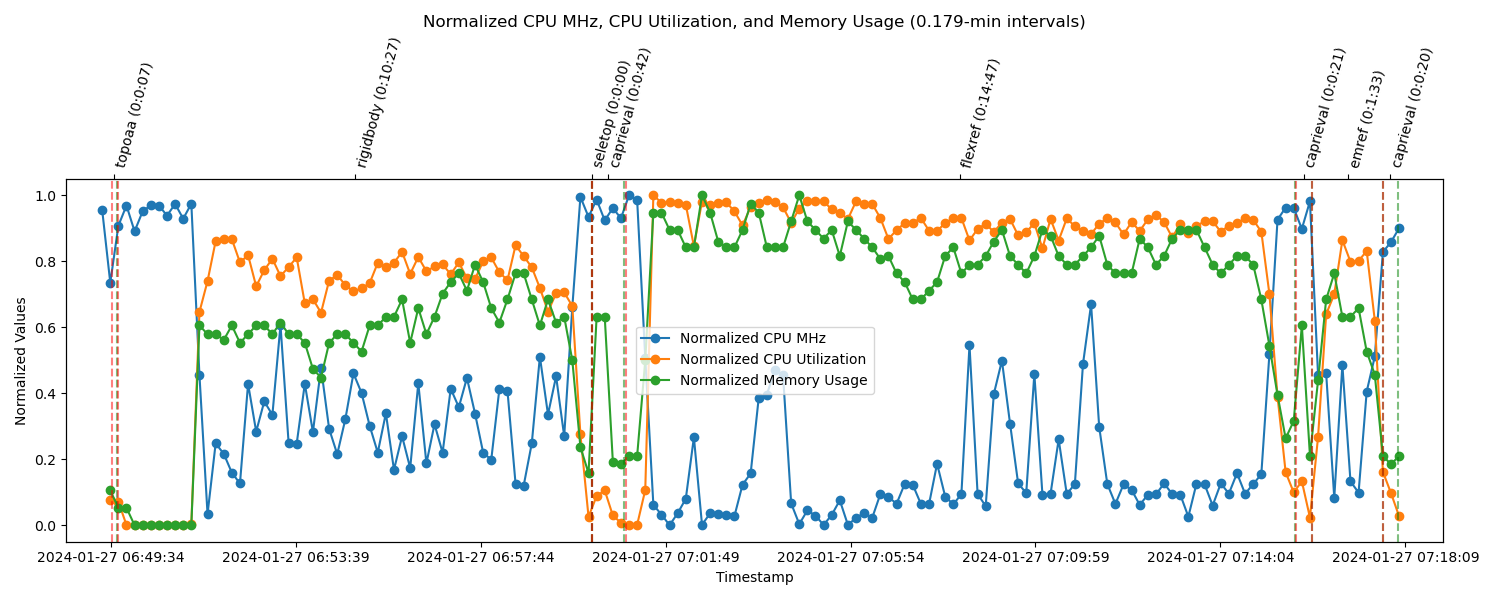 Normalized CPU MHz, CPU Utilization, and Memory Usage (0.179-min intervals)
topoaa (0:0:07)
rigidbody (0:10:27)
seletop (0:0:00)
caprieval (0:0:42)
flexref (0:14:47)
caprieval (0:0:21)
emref (0:1:33)
caprieval (0:0:20)
Normalized Values
1.0
0.8
0.6
0.4
0.2
0.0
Normalized CPU MHz
Normalized CPU Utilization
Normalized Memory Usage
2024-01-27 06:49:34
2024-01-27 06:53:39
2024-01-27 06:57:44
2024-01-27 07:01:49
2024-01-27 07:05:54
2024-01-27 07:09:59
2024-01-27 07:14:04
2024-01-27 07:18:09
Timestamp